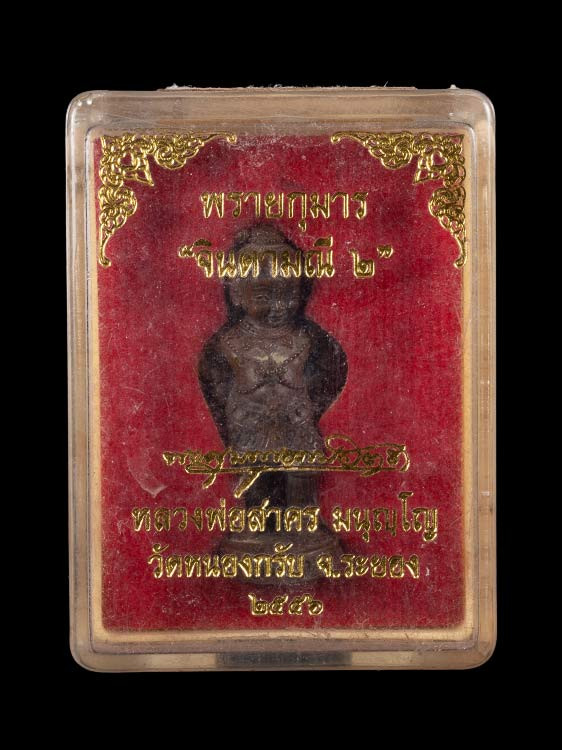 พรายกุมาร
“จินดามณี ๒”
หลวงพ่อสาคร มนุญฺโญ
วัดหนองกรับ จ.ระยอง
๒๕๕๖